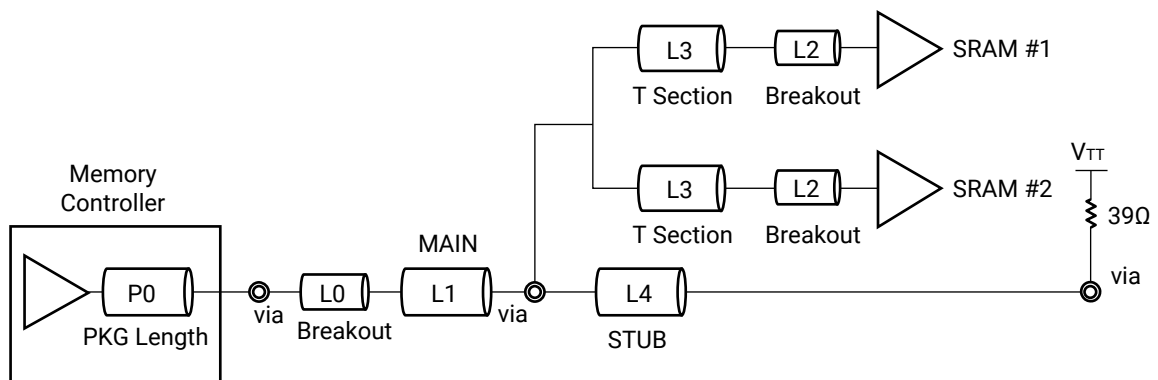 L3
L2
SRAM #1
T Section
Breakout
L3
L2
SRAM #2
T Section
Breakout
VTT
39Ω
via
Memory
Controller
P0
PKG Length
via
L0
Breakout
MAIN
L1
via
L4
STUB